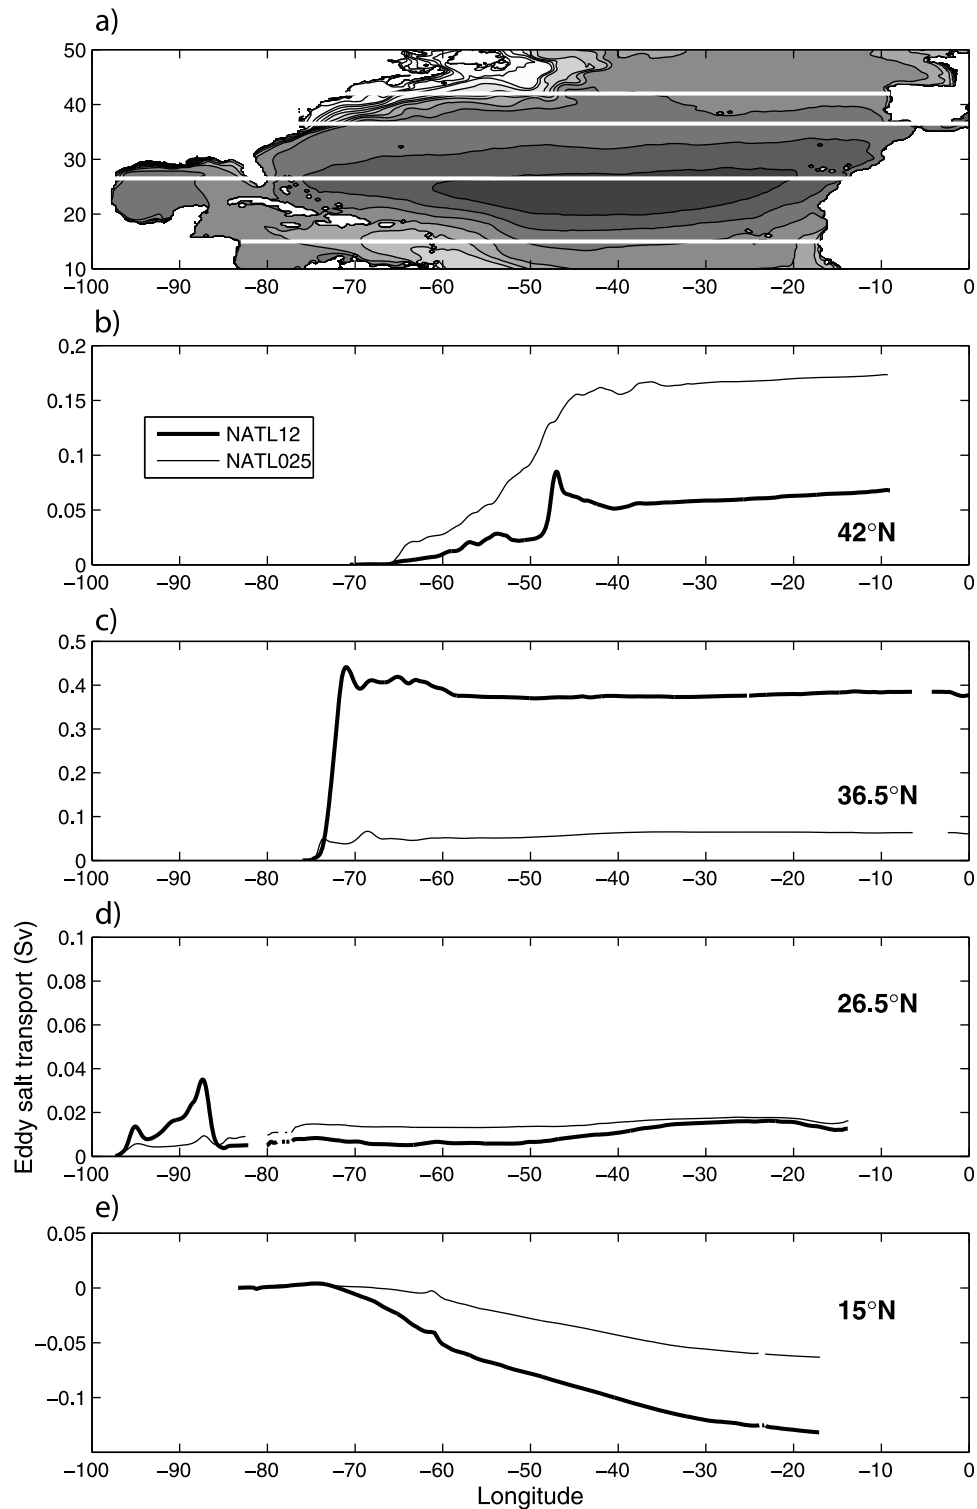 a)
50
40
30
20
10
−100 −90 −80 −70 −60 −50 −40 −30 −20 −10 0
b)
0.2
0.15
0.1
0.05
0
NATL12
NATL025
42°N
−100 −90 −80 −70 −60 −50 −40 −30 −20 −10 0
c)
0.5
0.4
0.3
0.2
0.1
0
36.5°N
−100 −90 −80 −70 −60 −50 −40 −30 −20 −10 0
d)
Eddy salt transport (Sv)
0.1
0.08
0.06
0.04
0.02
0
26.5°N
−100 −90 −80 −70 −60 −50 −40 −30 −20 −10 0
e)
0.05
0
−0.05
−0.1
15°N
−100 −90 −80 −70 −60 −50 −40 −30 −20 −10 0
Longitude